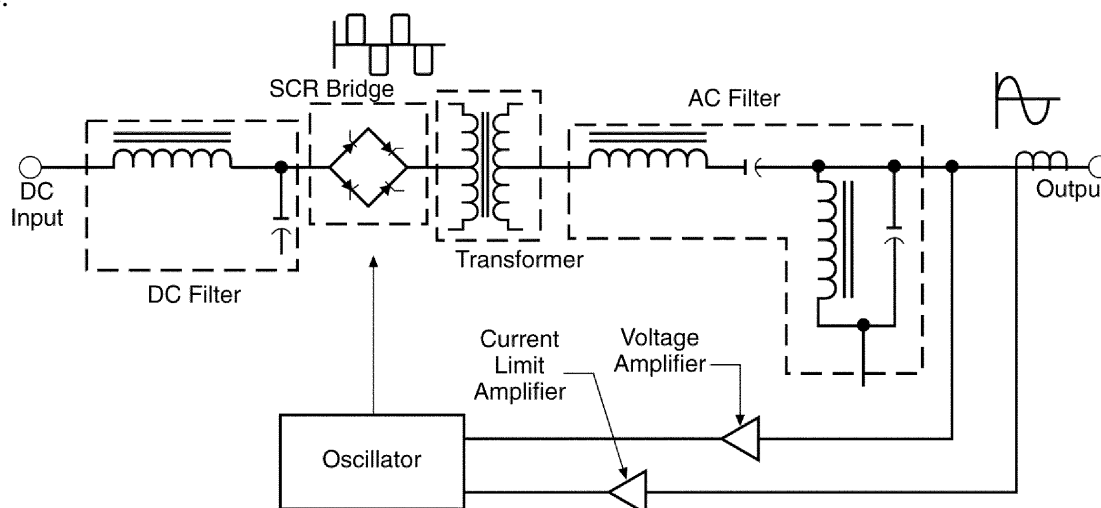 SCR Bridge
AC Filter
DC
Input
Output
Transformer
DC Filter
Current
Limit
Amplifier
Voltage
Amplifier
Oscillator